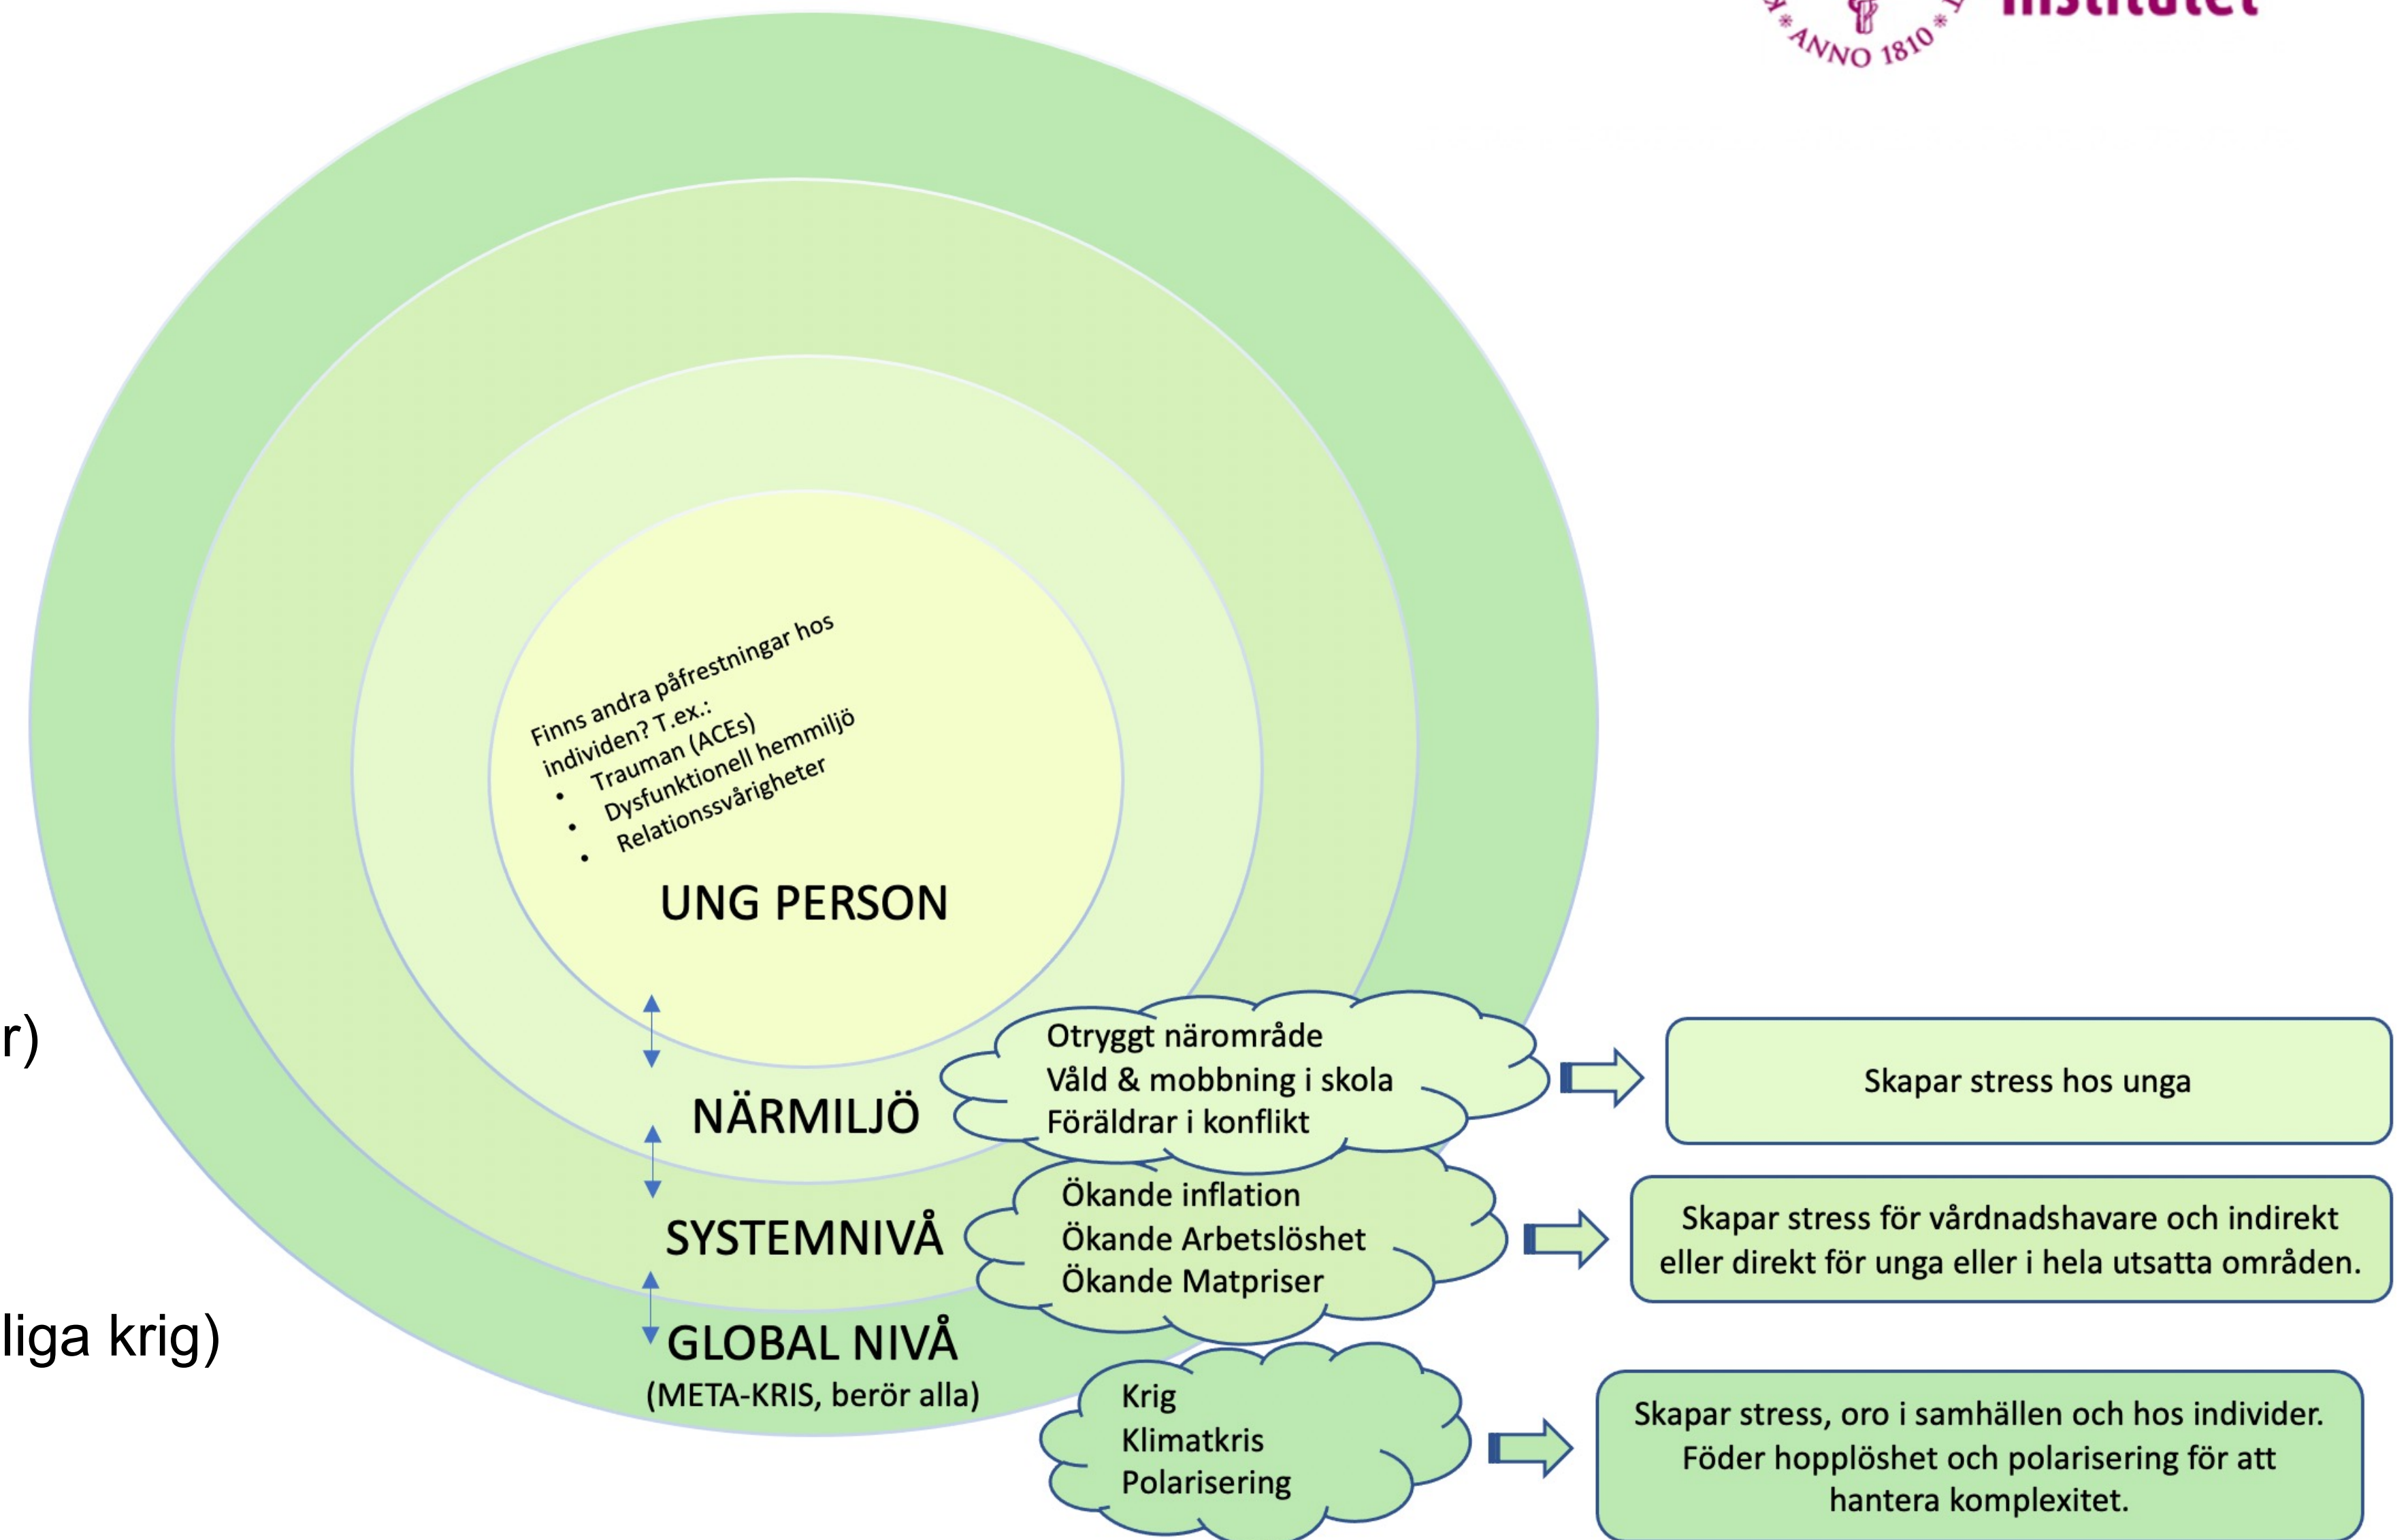 ANNO 1810
Finns andra påfrestningar hos
individen? T.ex.:
• Trauman (ACEs)
• Dysfunktionell hemmiljö
• Relationssvårigheter
UNG PERSON
r)
NÄRMILJÖ
Otryggt närområde
Våld & mobbning i skola
Föräldrar i konflikt
Skapar stress hos unga
SYSTEMNIVÅ
Ökande inflation
Ökande Arbetslöshet
Ökande Matpriser
Skapar stress för vårdnadshavare och indirekt
eller direkt för unga eller i hela utsatta områden.
liga krig)
GLOBAL NIVÅ
(META-KRIS, berör alla)
Krig
Klimatkris
Polarisering
Skapar stress, oro i samhällen och hos individer.
Föder hopplöshet och polarisering för att
hantera komplexitet.